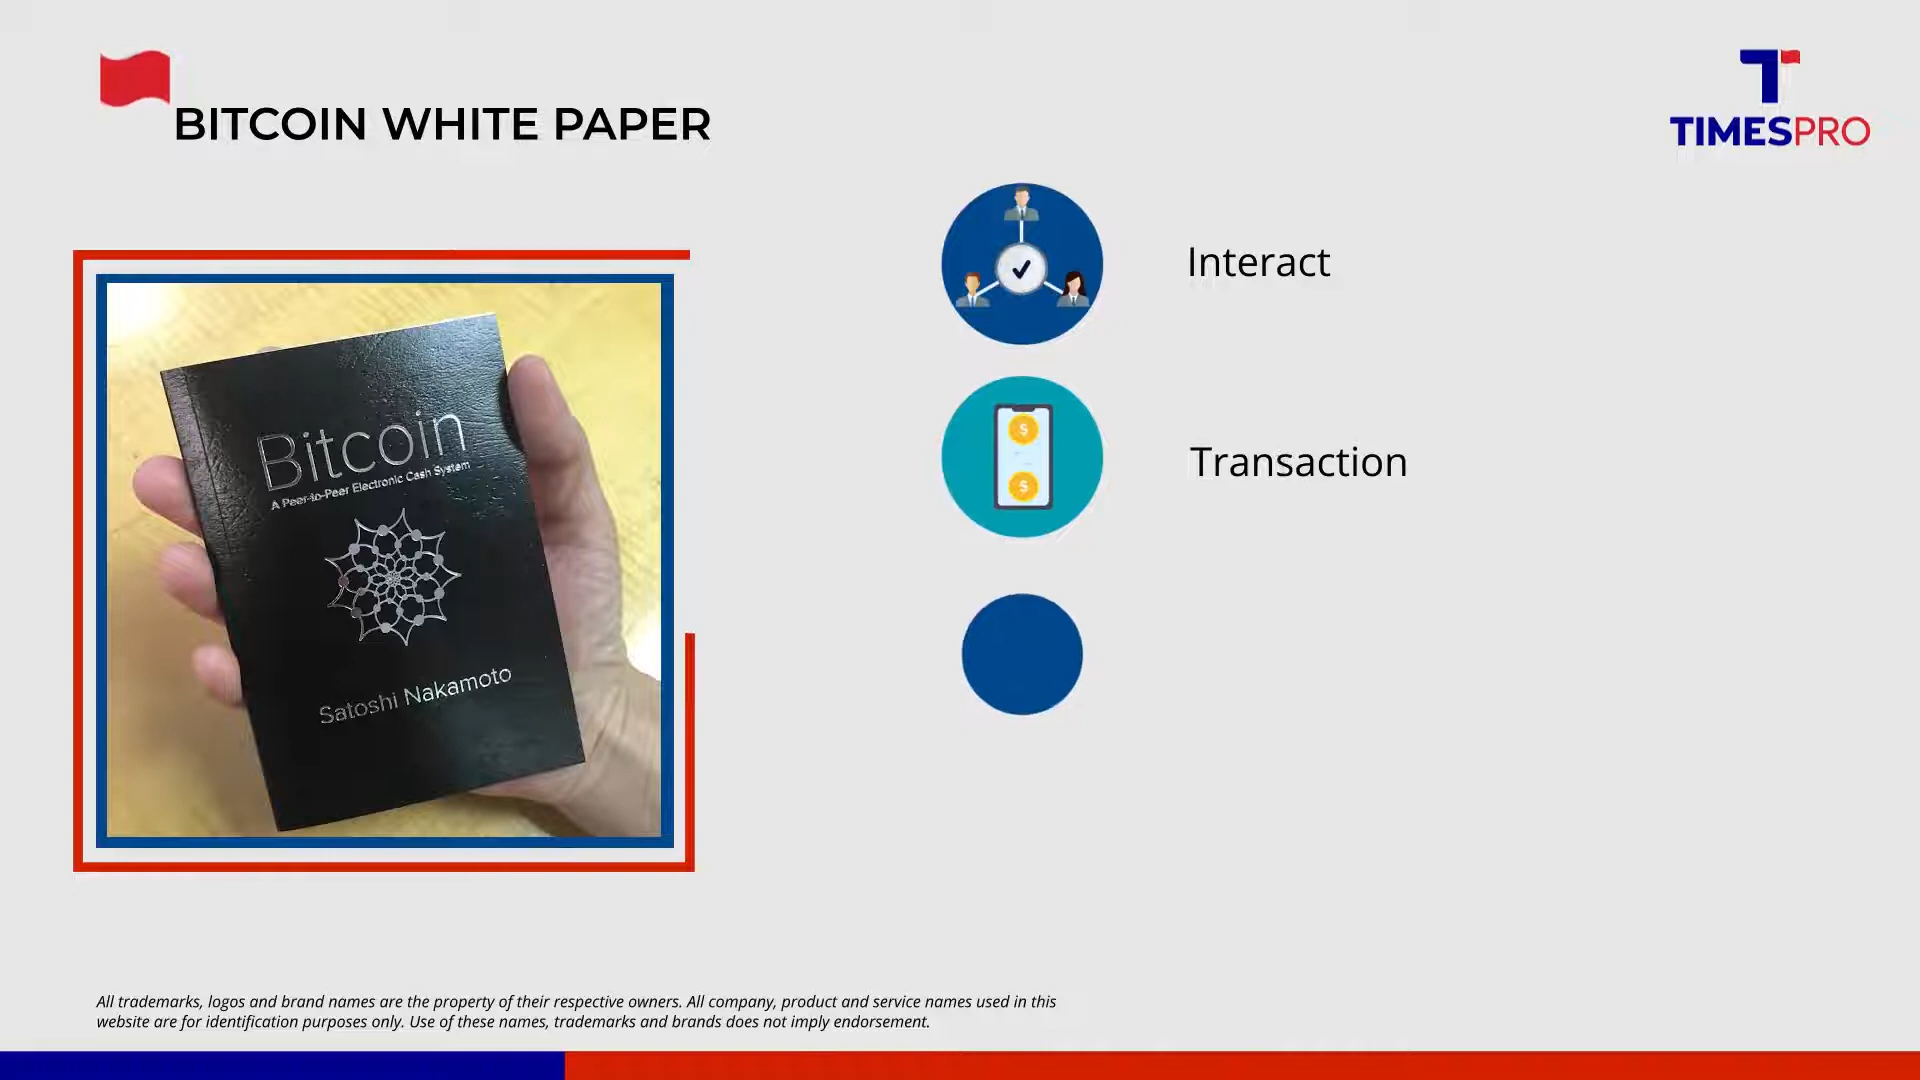 BITCOIN WHITE PAPER
TIMESPRO
Interact
Transaction
Bitcoin
A Peer-to-Peer Electronic Cash System
Satoshi Nakamoto
All trademarks, logos and brand names are the property of their respective owners. All company, product and service names used in this
website are for identification purposes only. Use of these names, trademarks and brands does not imply endorsement.